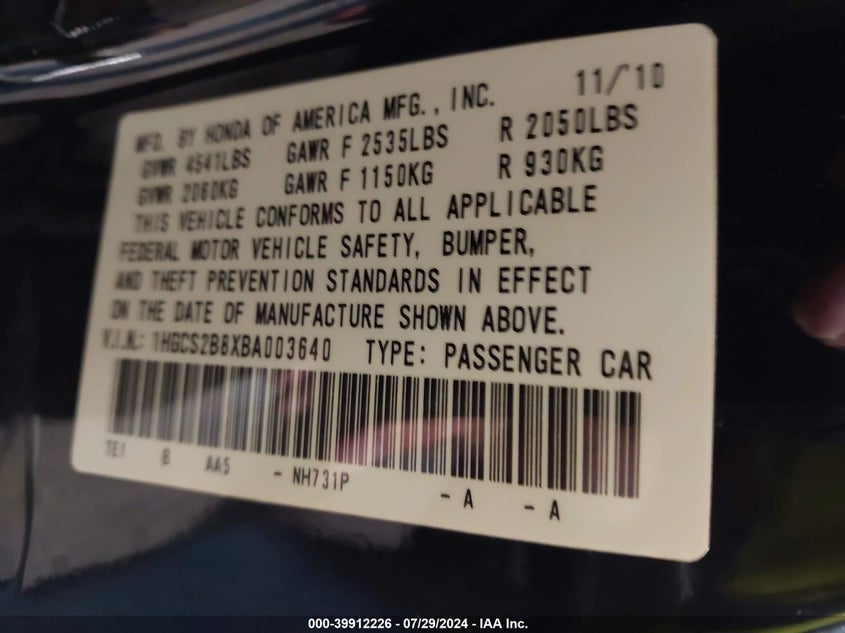 11/'10
MFD. BY HONDA OF AMERICA MFG., INC.
GVWR 4541LBS GAWR F 2535LBS R 2050LBS
GVWR 2060KG GAWR F 1150KG R 930KG
THIS VEHICLE CONFORMS TO ALL APPLICABLE
FEDERAL MOTOR VEHICLE SAFETY, BUMPER,
AND THEFT PREVENTION STANDARDS IN EFFECT
ON THE DATE OF MANUFACTURE SHOWN ABOVE.
V.I.N.: 1HGCS2B8XBA003640 TYPE: PASSENGER CAR
TE1 B AA5 - NH731P - A - A
000-39912226 - 07/29/2024 - IAA Inc.